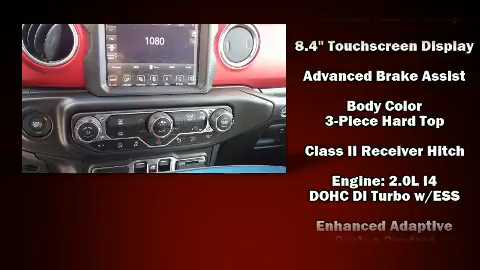 1080
8.4" Touchscreen Display
Advanced Brake Assist
Body Color
3-Piece Hard Top
Class II Receiver Hitch
Engine: 2.0L I4
DOHC DI Turbo w/ESS
Enhanced Adaptive